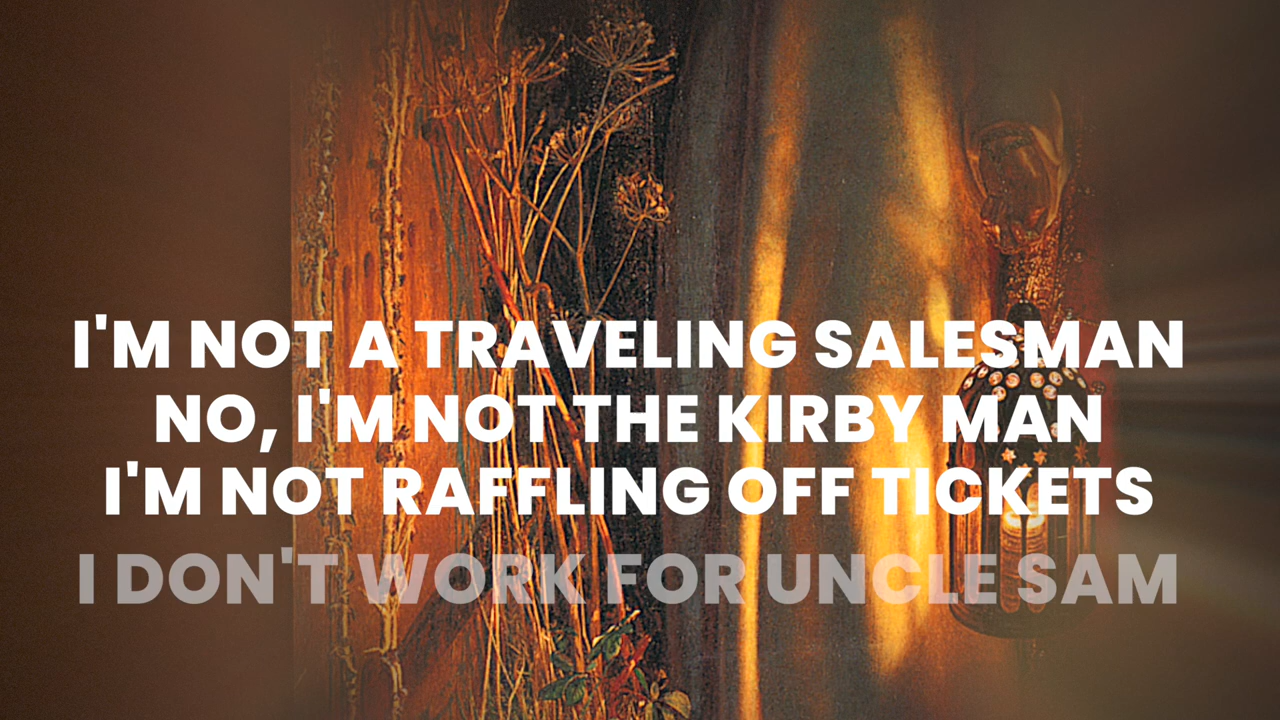 I'M NOT A TRAVELING SALESMAN
NO, I'M NOT THE KIRBY MAN
I'M NOT RAFFLING OFF TICKETS
I DON'T WORK FOR UNCLE SAM